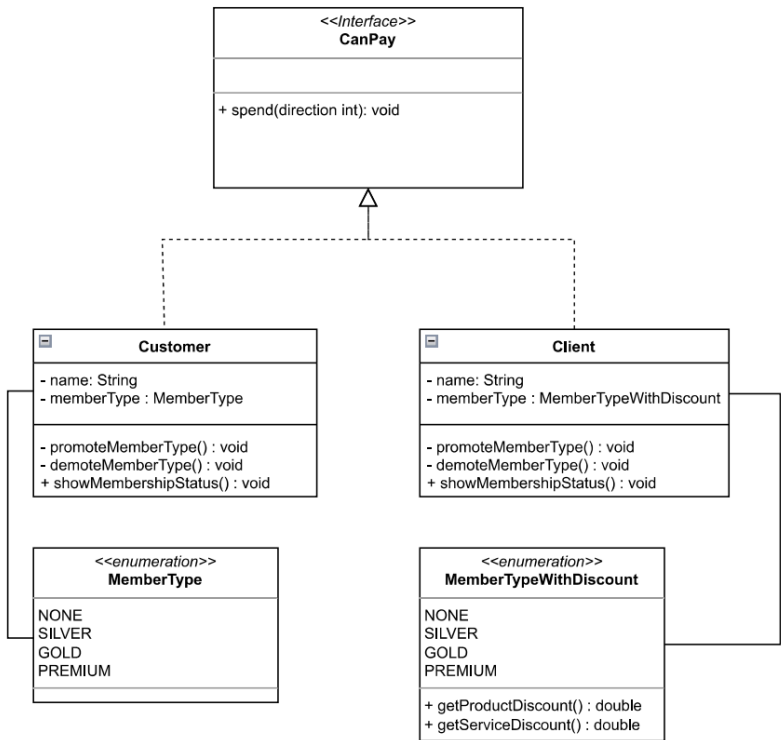 <<Interface>>
CanPay
+ spend(direction int): void
Customer
- name: String
- memberType : MemberType
- promoteMemberType() : void
- demoteMemberType() : void
+ showMembershipStatus() : void
Client
- name: String
- memberType : MemberTypeWithDiscount
- promoteMemberType() : void
- demoteMemberType() : void
+ showMembershipStatus() : void
<<enumeration>>
MemberType
NONE
SILVER
GOLD
PREMIUM
<<enumeration>>
MemberTypeWithDiscount
NONE
SILVER
GOLD
PREMIUM
+ getProductDiscount() : double
+ getServiceDiscount() : double